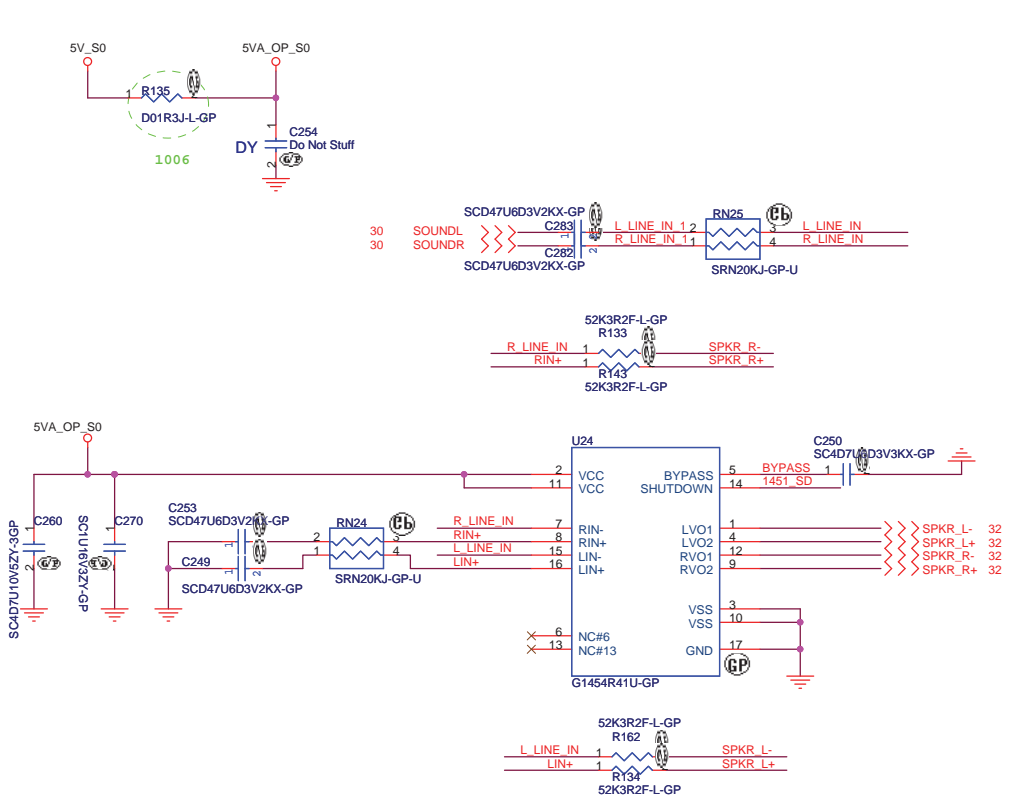 5V_S0
5VA_OP_S0
1
R135
2
D01R3J-L-GP
1006
1
C254
DY
Do Not Stuff
2
G/P
SCD47U6D3V2KX-GP
RN25
30 SOUNDL
C283
L_LINE_IN_1 2
3 L_LINE_IN
30 SOUNDR
1
2
R_LINE_IN_1 1
4 R_LINE_IN
C282
SCD47U6D3V2KX-GP
SRN20KJ-GP-U
52K3R2F-L-GP
R133
R_LINE_IN 1
SPKR_R-
RIN+ 1
SPKR_R+
R143
52K3R2F-L-GP
5VA_OP_S0
U24
C250
2 VCC
BYPASS 5
BYPASS 1
11 VCC
SHUTDOWN 14
1451_SD
C260
C270
1
1
2
SC4D7U10V5ZY-3GP
SC1U16V3ZY-GP
C253
SCD47U6D3V2KX-GP
1
RN24
2
3
1
4
C249
1
2
SCD47U6D3V2KX-GP
SRN20KJ-GP-U
R_LINE_IN 7 RIN-
LVO1 1
SPKR_L- 32
RIN+ 8 RIN+
LVO2 4
SPKR_L+ 32
L_LINE_IN 15 LIN-
RVO1 12
SPKR_R- 32
LIN+ 16 LIN+
RVO2 9
SPKR_R+ 32
VSS 3
VSS 10
6 NC#6
13 NC#13
GND 17
GP
G1454R41U-GP
52K3R2F-L-GP
R162
L_LINE_IN 1
SPKR_L-
LIN+ 1
SPKR_L+
R134
52K3R2F-L-GP